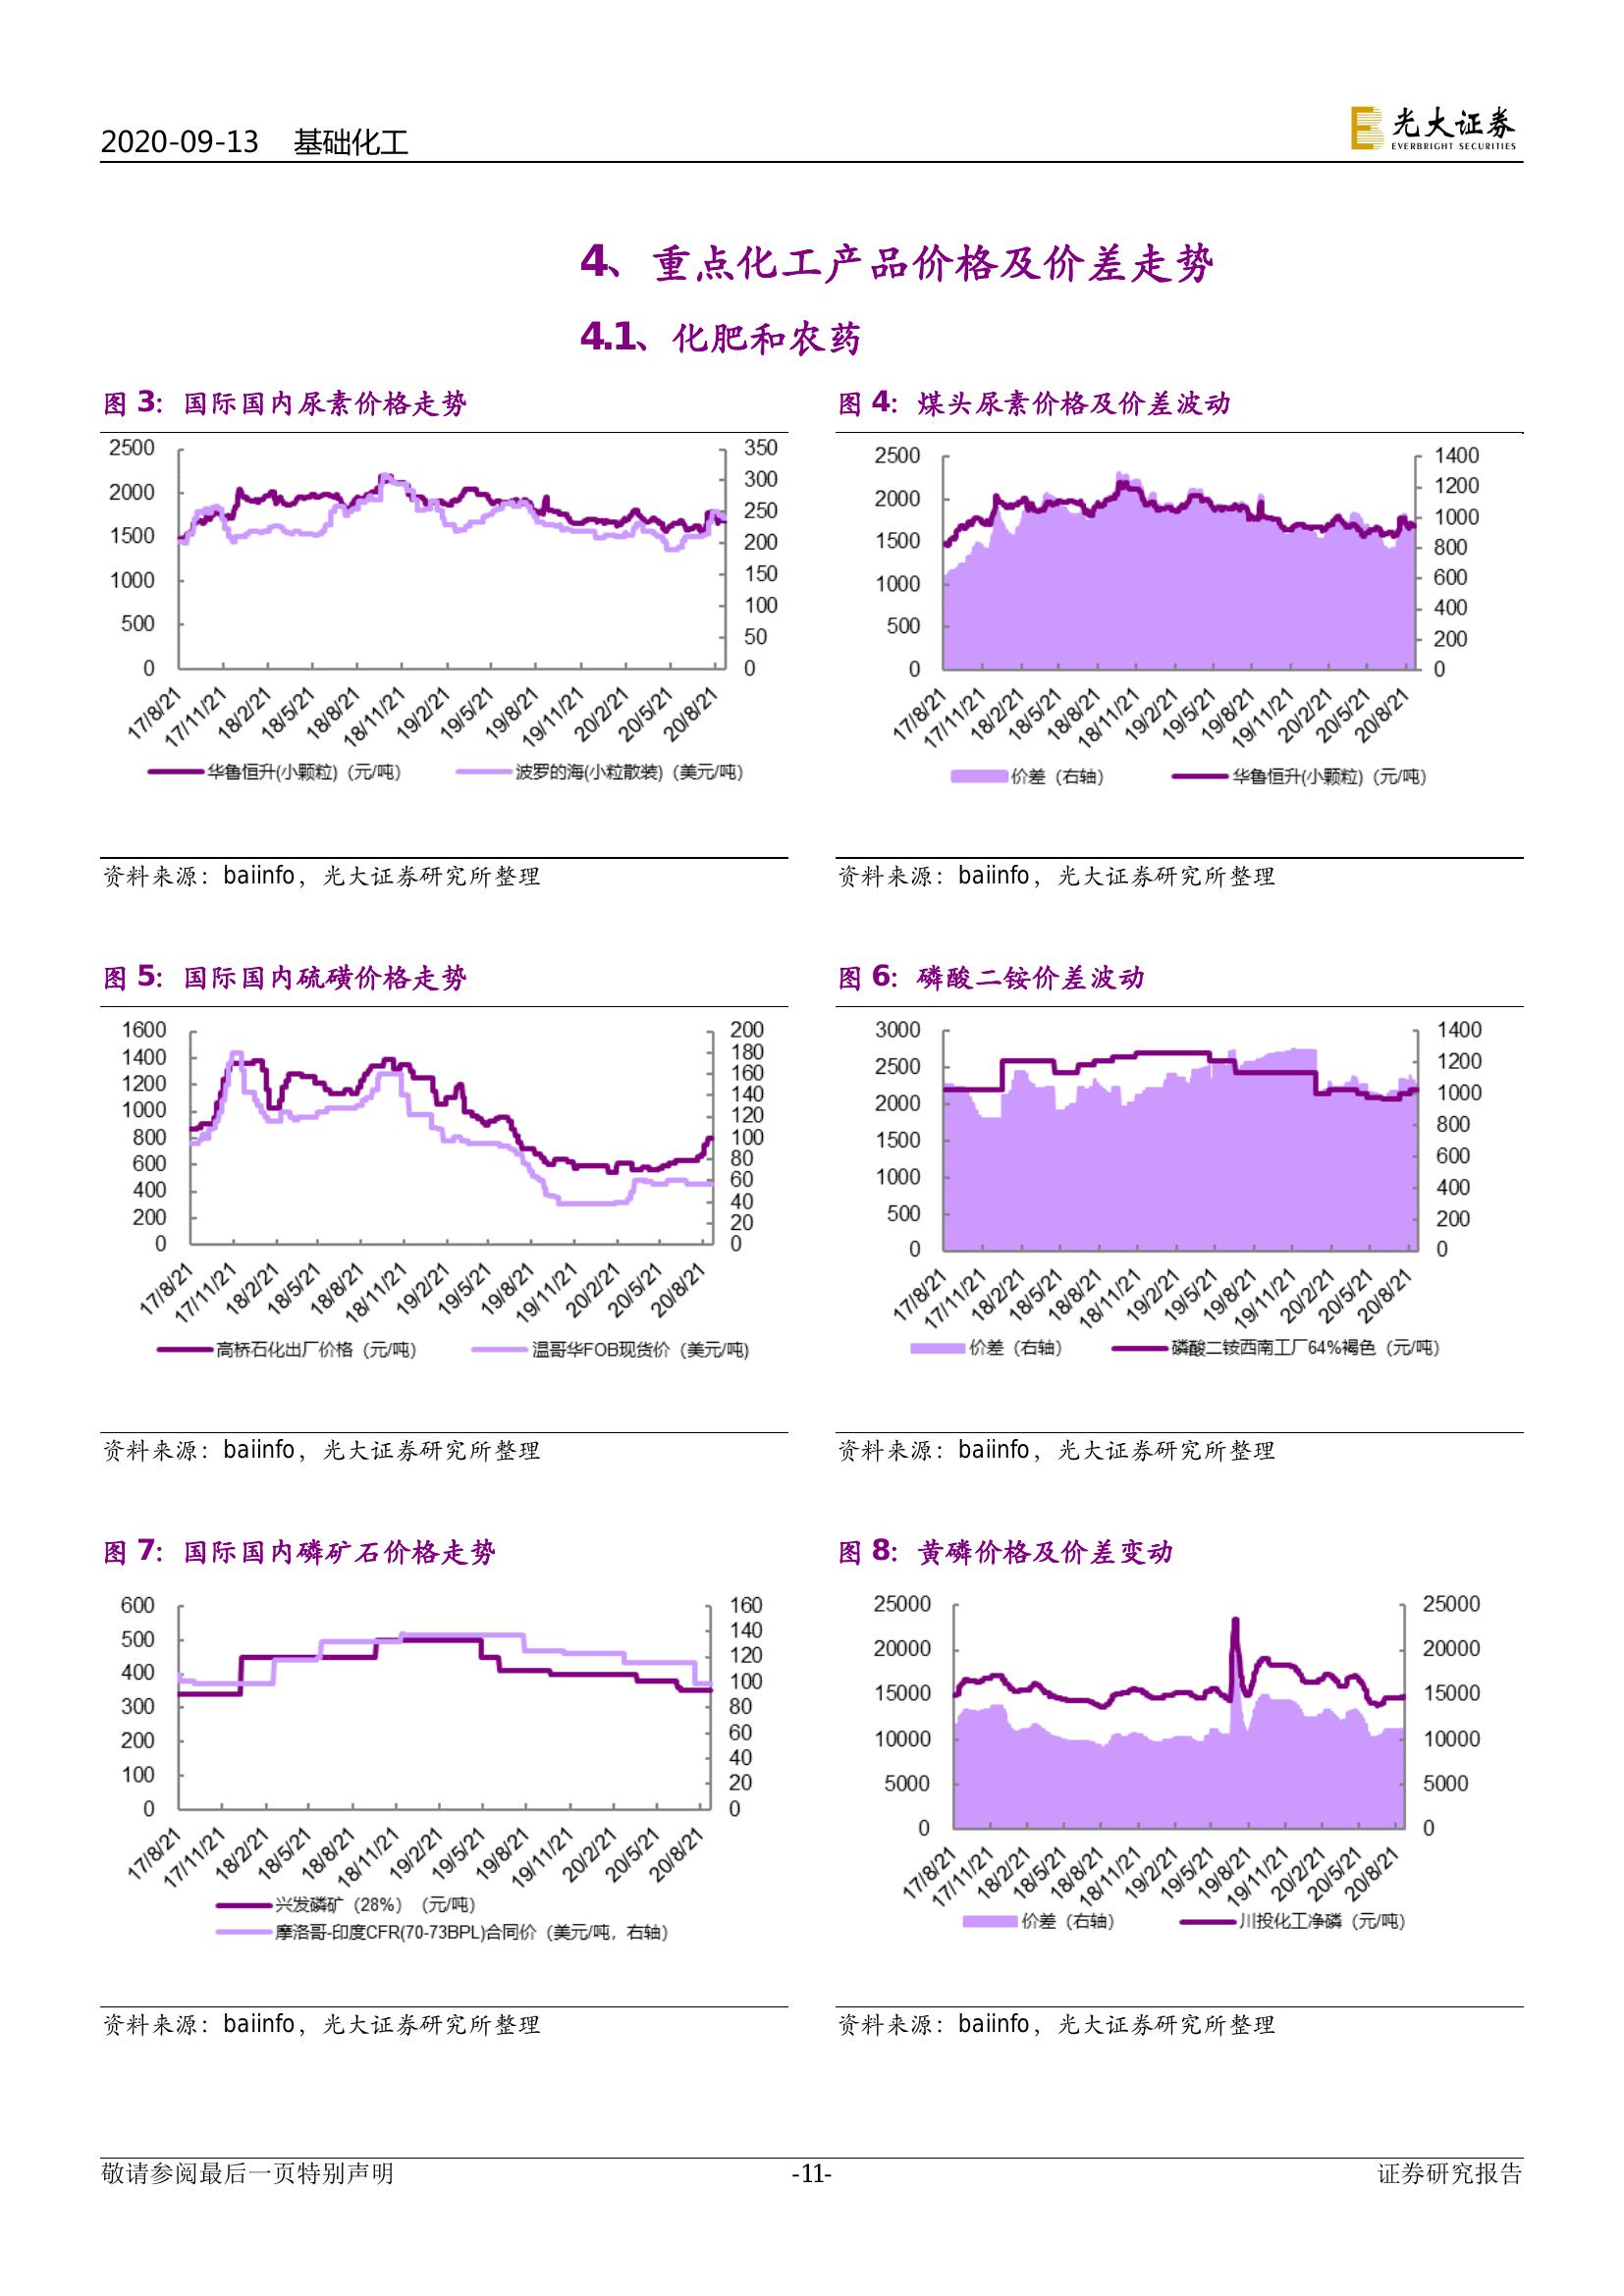 2020-09-13 基础化工
光大证券
EVERBRIGHT SECURITIES
4、重点化工产品价格及价差走势
4.1、化肥和农药
图 3：国际国内尿素价格走势
2500
2000
1500
1000
500
0
350
300
250
200
150
100
50
0
17/8/21 17/11/21 18/2/21 18/5/21 18/8/21 18/11/21 19/2/21 19/5/21 19/8/21 19/11/21 20/2/21 20/5/21 20/8/21
华鲁恒升(小颗粒)（元/吨） 波罗的海(小粒散装)（美元/吨）
资料来源：baiinfo，光大证券研究所整理
图 4：煤头尿素价格及价差波动
2500
2000
1500
1000
500
0
1400
1200
1000
800
600
400
200
0
17/8/21 17/11/21 18/2/21 18/5/21 18/8/21 18/11/21 19/2/21 19/5/21 19/8/21 19/11/21 20/2/21 20/5/21 20/8/21
价差（右轴） 华鲁恒升(小颗粒)（元/吨）
资料来源：baiinfo，光大证券研究所整理
图 5：国际国内硫磺价格走势
1600
1400
1200
1000
800
600
400
200
0
200
180
160
140
120
100
80
60
40
20
0
17/8/21 17/11/21 18/2/21 18/5/21 18/8/21 18/11/21 19/2/21 19/5/21 19/8/21 19/11/21 20/2/21 20/5/21 20/8/21
高桥石化出厂价格（元/吨） 温哥华FOB现货价（美元/吨)
资料来源：baiinfo，光大证券研究所整理
图 6：磷酸二铵价差波动
3000
2500
2000
1500
1000
500
0
1400
1200
1000
800
600
400
200
0
17/8/21 17/11/21 18/2/21 18/5/21 18/8/21 18/11/21 19/2/21 19/5/21 19/8/21 19/11/21 20/2/21 20/5/21 20/8/21
价差（右轴） 磷酸二铵西南工厂64%褐色（元/吨）
资料来源：baiinfo，光大证券研究所整理
图 7：国际国内磷矿石价格走势
600
500
400
300
200
100
0
160
140
120
100
80
60
40
20
0
17/8/21 17/11/21 18/2/21 18/5/21 18/8/21 18/11/21 19/2/21 19/5/21 19/8/21 19/11/21 20/2/21 20/5/21 20/8/21
兴发磷矿（28%）（元/吨）
摩洛哥-印度CFR(70-73BPL)合同价（美元/吨，右轴）
资料来源：baiinfo，光大证券研究所整理
图 8：黄磷价格及价差变动
25000
20000
15000
10000
5000
0
25000
20000
15000
10000
5000
0
17/8/21 17/11/21 18/2/21 18/5/21 18/8/21 18/11/21 19/2/21 19/5/21 19/8/21 19/11/21 20/2/21 20/5/21 20/8/21
价差（右轴） 川投化工净磷（元/吨）
资料来源：baiinfo，光大证券研究所整理
敬请参阅最后一页特别声明 -11- 证券研究报告